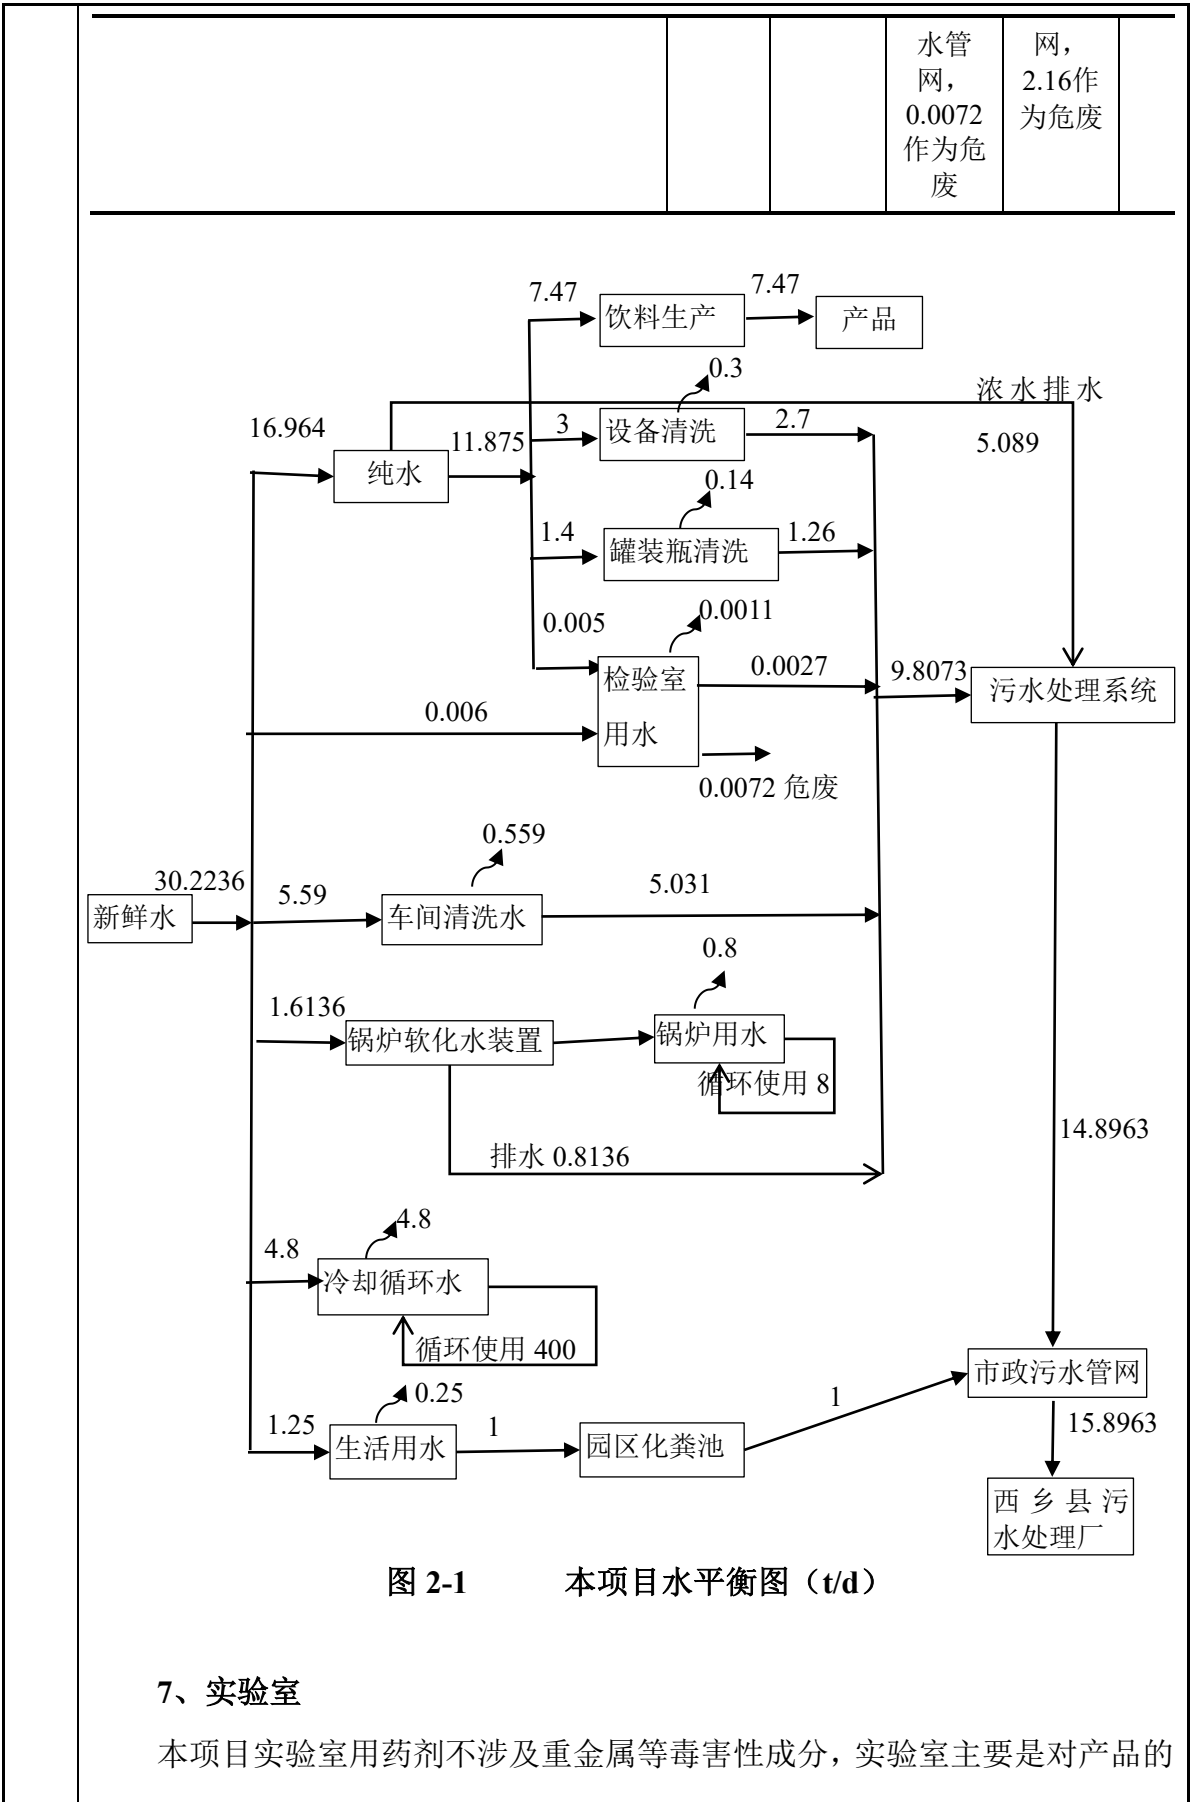 水管
网，
0.0072
作为危
废
网，
2.16作
为危废
7.47
饮料生产
7.47
产品
0.3
浓水排水
16.964
11.875
3
设备清洗
2.7
5.089
纯水
0.14
1.4
罐装瓶清洗
1.26
0.005
0.0011
检验室
用水
0.0027
9.8073
污水处理系统
0.006
0.0072 危废
0.559
30.2236
新鲜水
5.59
车间清洗水
5.031
0.8
1.6136
锅炉软化水装置
锅炉用水
循环使用 8
14.8963
排水 0.8136
4.8
4.8
冷却循环水
循环使用 400
0.25
1.25
生活用水
1
园区化粪池
1
市政污水管网
15.8963
西乡县污
水处理厂
图 2-1 本项目水平衡图（t/d）
7、实验室
本项目实验室用药剂不涉及重金属等毒害性成分，实验室主要是对产品的